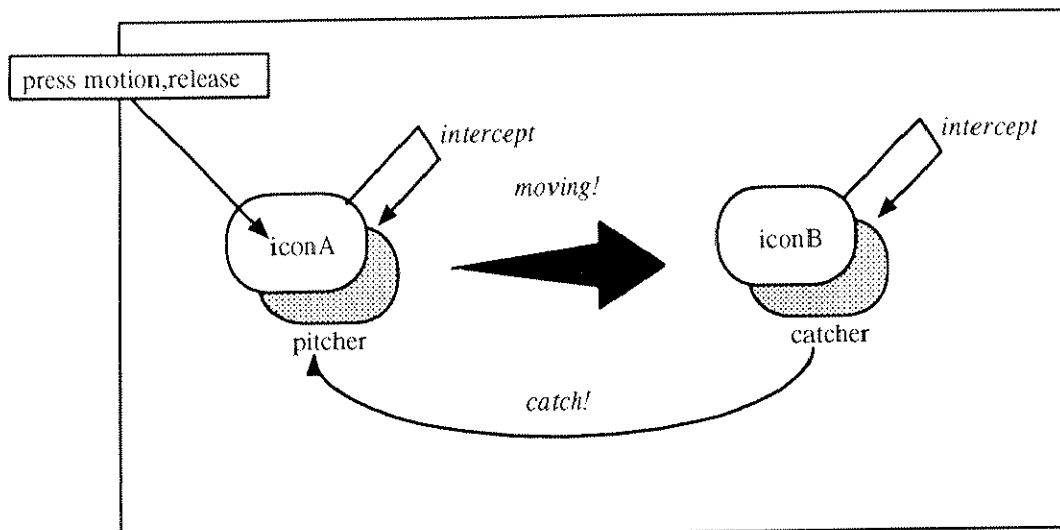 press motion,release
intercept
intercept
moving!
iconA
iconB
pitcher
catcher
catch!